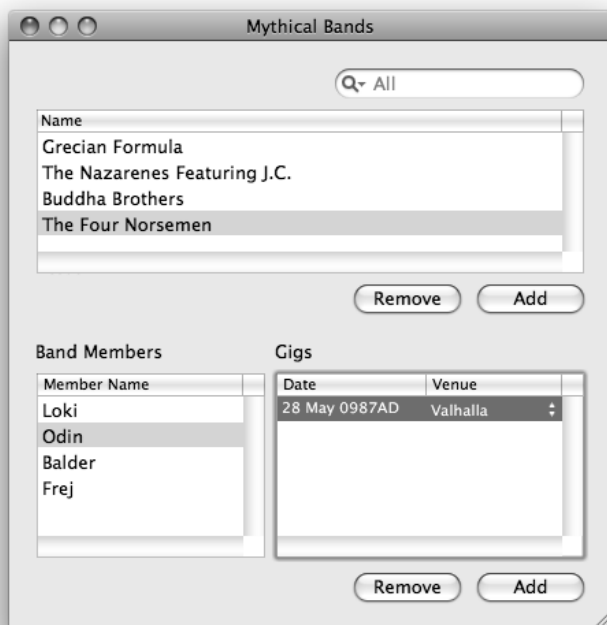 Mythical Bands
All
Name
Grecian Formula
The Nazarenes Featuring J.C.
Buddha Brothers
The Four Norsemen
Remove Add
Band Members Gigs
Member Name Date Venue
Loki 28 May 0987AD Valhalla
Odin
Balder
Frej
Remove Add